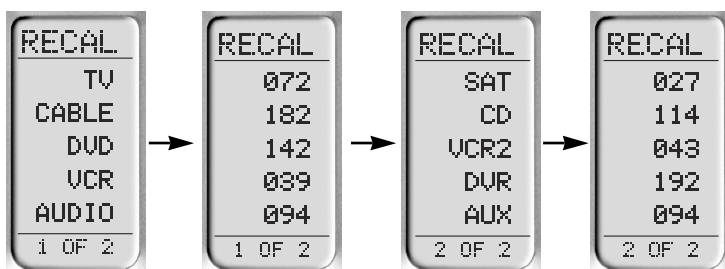 RECAL
TV
CABLE
DVD
VCR
AUDIO
1 OF 2
RECAL
072
182
142
039
094
1 OF 2
RECAL
SAT
CD
VCR2
DVR
AUX
2 OF 2
RECAL
027
114
043
192
094
2 OF 2